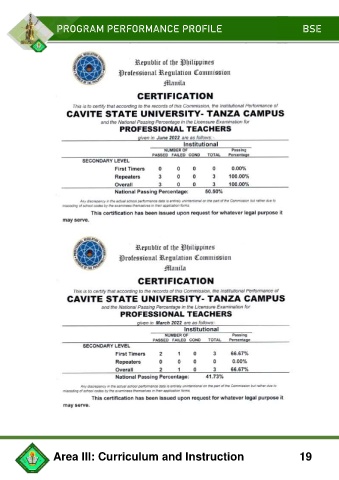 PROGRAM PERFORMANCE PROFILE BSE
Republic of the Philippines
Professional Regulation Commission
Manila
CERTIFICATION
This is to certify that according to the records of this Commission, the Institutional Performance of
CAVITE STATE UNIVERSITY- TANZA CAMPUS
and the National Passing Percentage in the Licensure Examination for
PROFESSIONAL TEACHERS
given in June 2022 are as follows:
Institutional
NUMBER OF Passing
PASSED FAILED COND TOTAL Percentage
SECONDARY LEVEL
First Timers 0 0 0 0 0.00%
Repeaters 3 0 0 3 100.00%
Overall 3 0 0 3 100.00%
National Passing Percentage: 50.50%
Any discrepancy in the actual school performance data is entirely unintentional on the part of the Commission but rather due to
miscoding of school codes by the examinees themselves in their application forms
This certification has been issued upon request for whatever legal purpose it
may serve.
Republic of the Philippines
Professional Regulation Commission
Manila
CERTIFICATION
This is to certify that according to the records of this Commission, the Institutional Performance of
CAVITE STATE UNIVERSITY- TANZA CAMPUS
and the National Passing Percentage in the Licensure Examination for
PROFESSIONAL TEACHERS
given in March 2022 are as follows:
Institutional
NUMBER OF Passing
PASSED FAILED COND TOTAL Percentage
SECONDARY LEVEL
First Timers 2 1 0 3 66.67%
Repeaters 0 0 0 0 0.00%
Overall 2 1 0 3 66.67%
National Passing Percentage: 41.73%
Any discrepancy in the actual school performance data is entirely unintentional on the part of the Commission but rather due to
miscoding of school codes by the examinees themselves in their application forms
This certification has been issued upon request for whatever legal purpose it
may serve.
Area III: Curriculum and Instruction 19